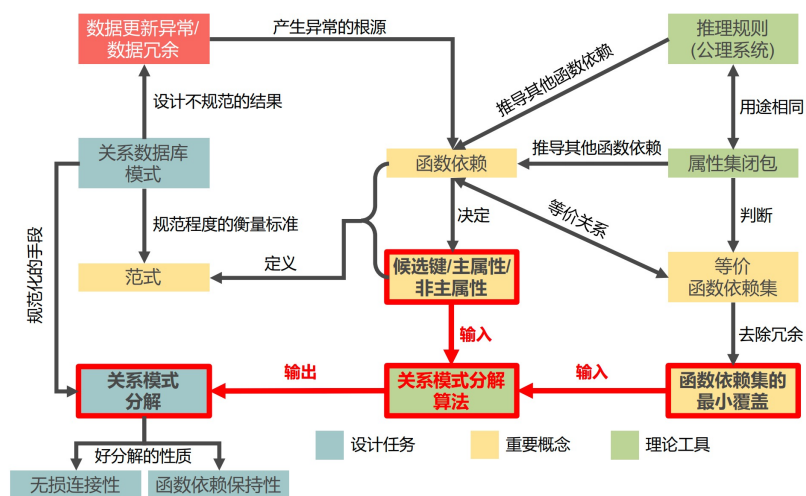 数据更新异常/
数据冗余
产生异常的根源
推理规则
(公理系统)
推导其他函数依赖
设计不规范的结果
用途相同
关系数据库
模式
函数依赖
推导其他函数依赖
属性集闭包
规范程度的衡量标准
决定
等价关系
判断
规范化的手段
范式
定义
候选键/主属性/
非主属性
等价
函数依赖集
输入
去除冗余
关系模式
分解
输出
关系模式分解
算法
输入
函数依赖集的
最小覆盖
好分解的性质
设计任务
重要概念
理论工具
无损连接性
函数依赖保持性